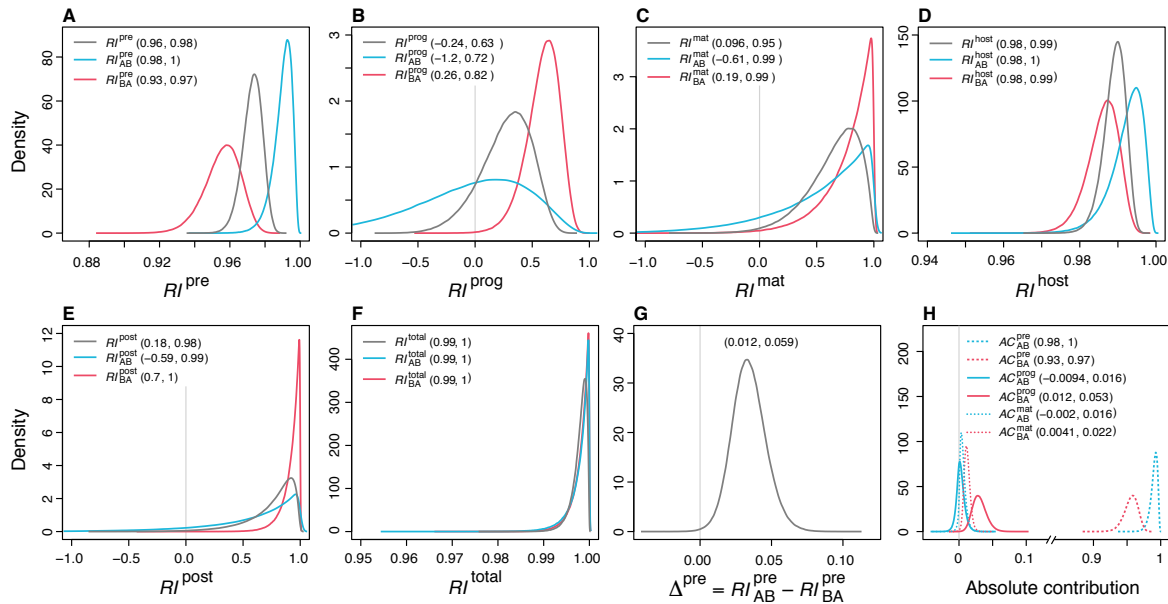 A
RI^pre (0.96, 0.98)
RI^pre_AB (0.98, 1)
RI^pre_BA (0.93, 0.97)
Density
80
60
40
20
0
0.88 0.92 0.96 1.00
RI^pre
B
RI^prog (-0.24, 0.63 )
RI^prog_AB (-1.2, 0.72 )
RI^prog_BA (0.26, 0.82)
3
2
1
0
-1.0 -0.5 0.0 0.5 1.0
RI^prog
C
RI^mat (0.096, 0.95)
RI^mat_AB (-0.61, 0.99)
RI^mat_BA (0.19, 0.99)
3
2
1
0
-1.0 -0.5 0.0 0.5 1.0
RI^mat
D
RI^host (0.98, 0.99)
RI^host_AB (0.98, 1)
RI^host_BA (0.98, 0.99)
150
100
50
0
0.94 0.96 0.98 1.00
RI^host
E
RI^post (0.18, 0.98)
RI^post_AB (-0.59, 0.99)
RI^post_BA (0.7, 1)
Density
12
10
8
6
4
2
0
-1.0 -0.5 0.0 0.5 1.0
RI^post
F
RI^total (0.99, 1)
RI^total_AB (0.99, 1)
RI^total_BA (0.99, 1)
400
300
200
100
0
0.95 0.96 0.97 0.98 0.99 1.00
RI^total
G
(0.012, 0.059)
40
30
20
10
0
0.00 0.05 0.10
Δ^pre = RI^pre_AB − RI^pre_BA
H
AC^pre_AB (0.98, 1)
AC^pre_BA (0.93, 0.97)
AC^prog_AB (-0.0094, 0.016)
AC^prog_BA (0.012, 0.053)
AC^mat_AB (-0.002, 0.016)
AC^mat_BA (0.0041, 0.022)
200
150
100
50
0
0 0.1 0.9 1
Absolute contribution